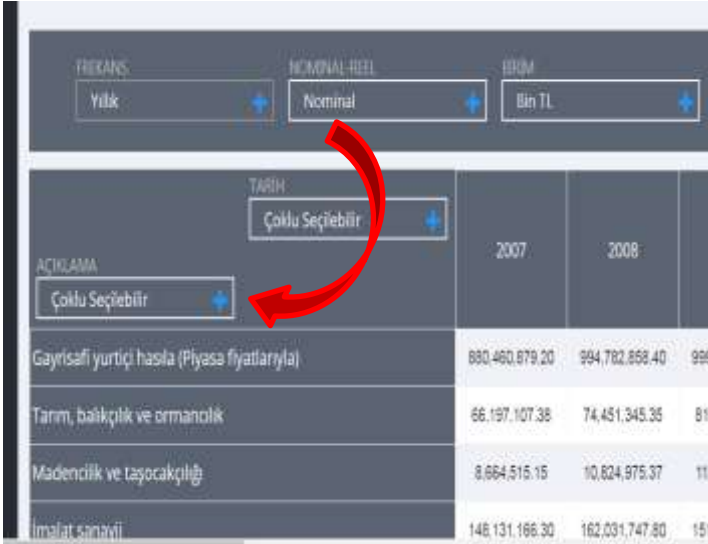 FREKANS NOMİNAL-REEL BİRİM
Yıllık Nominal Bin TL
TARİH
Çoklu Seçilebilir
2007 2008
AÇIKLAMA
Çoklu Seçilebilir
Gayrisafi yurtiçi hasıla (Piyasa fiyatlarıyla) 880,460,879.20 994,782,858.40
Tarım, balıkçılık ve ormancılık 66,197,107.38 74,451,345.35 81
Madencilik ve taşocakçılığı 8,664,515.15 10,824,975.37 11
İmalat sanayii 148,131,166.30 162,031,747.80 151